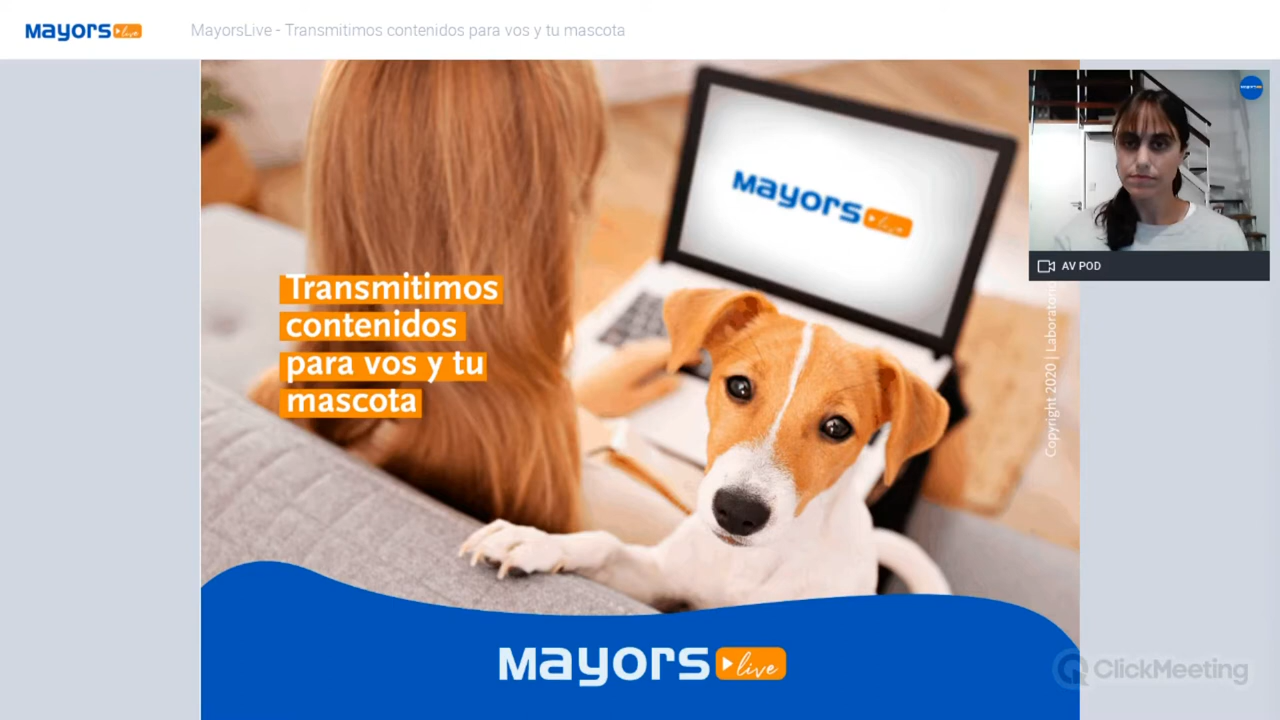 Mayors live
MayorsLive - Transmitimos contenidos para vos y tu mascota
Mayors live
AV POD
Transmitimos
contenidos
para vos y tu
mascota
Copyright 2020 | Laboratorio
Mayors live
ClickMeeting